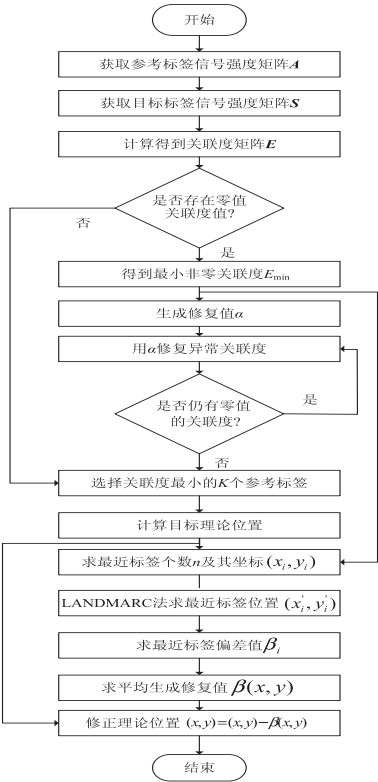 开始
获取参考标签信号强度矩阵A
获取目标标签信号强度矩阵S
计算得到关联度矩阵E
是否存在零值
关联度值?
否
是
得到最小非零关联度Emin
生成修复值α
用α修复异常关联度
是否仍有零值
的关联度?
是
否
选择关联度最小的K个参考标签
计算目标理论位置
求最近标签个数n及其坐标(xi,yi)
LANDMARC法求最近标签位置(xi',yi')
求最近标签偏差值βi
求平均生成修复值β(x,y)
修正理论位置(x,y)=(x,y)−β(x,y)
结束